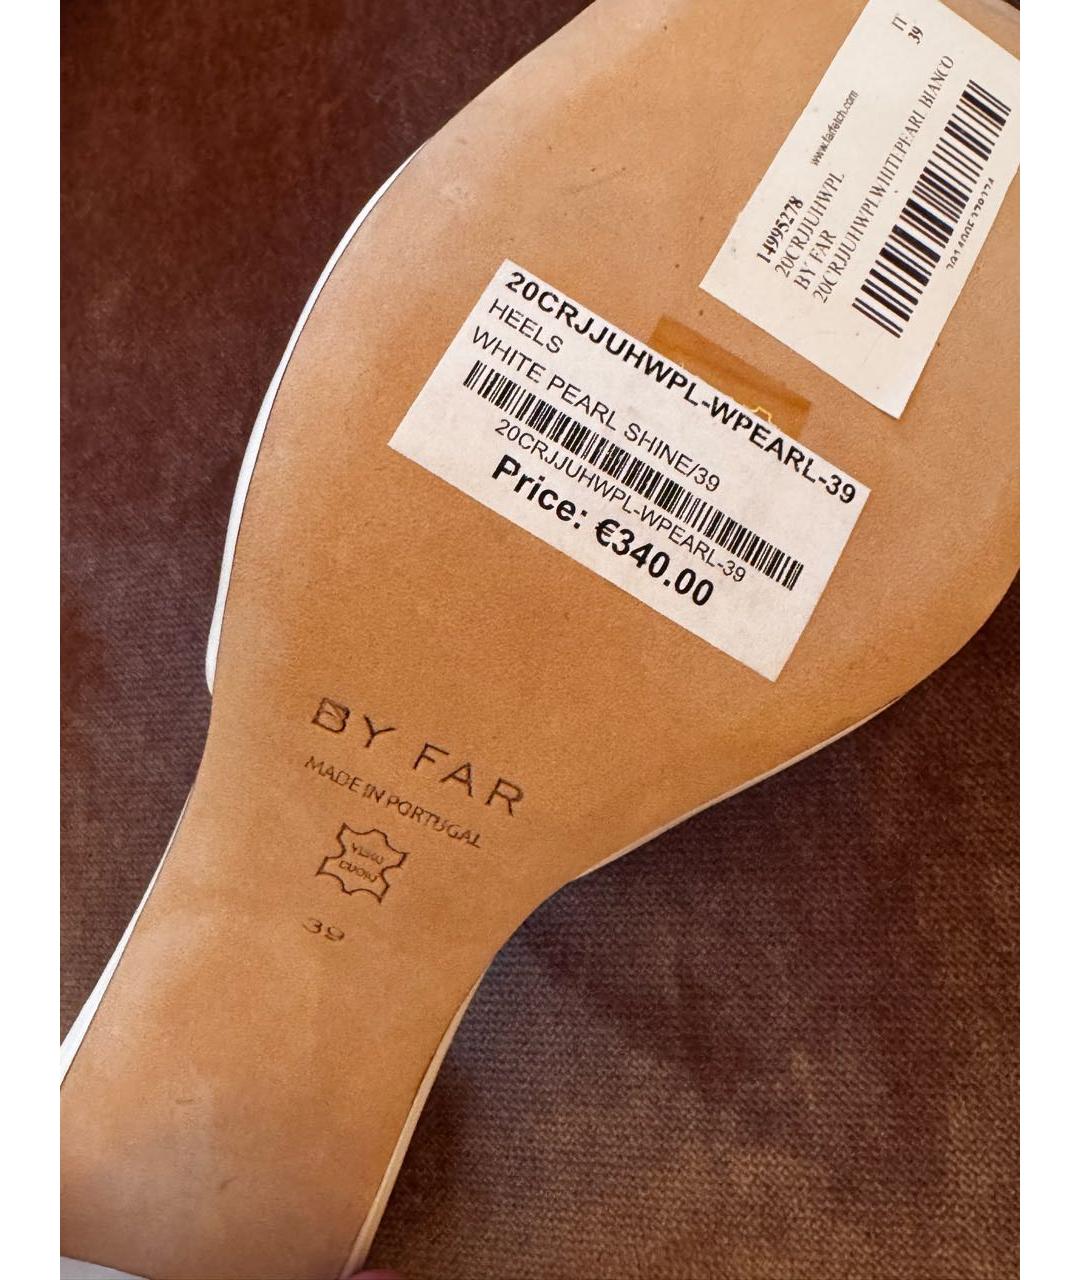 IT
39
www.farfetch.com
14995278
20CRJJUHWPL
BY FAR
20CRJJUHWPLWHITEPEARL BIANCO
20CRJJUHWPL-WPEARL-39
HEELS
WHITE PEARL SHINE/39
20CRJJUHWPL-WPEARL-39
Price: €340.00
BY FAR
MADE IN PORTUGAL
VERO
CUOIO
39